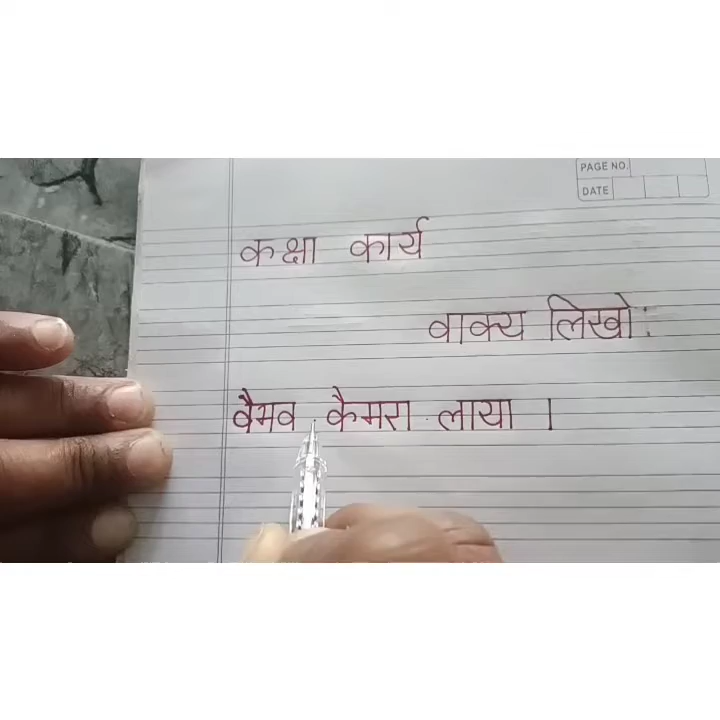 PAGE NO.
DATE
कक्षा कार्य
वाक्य लिखो:
वैभव कैमरा लाया ।